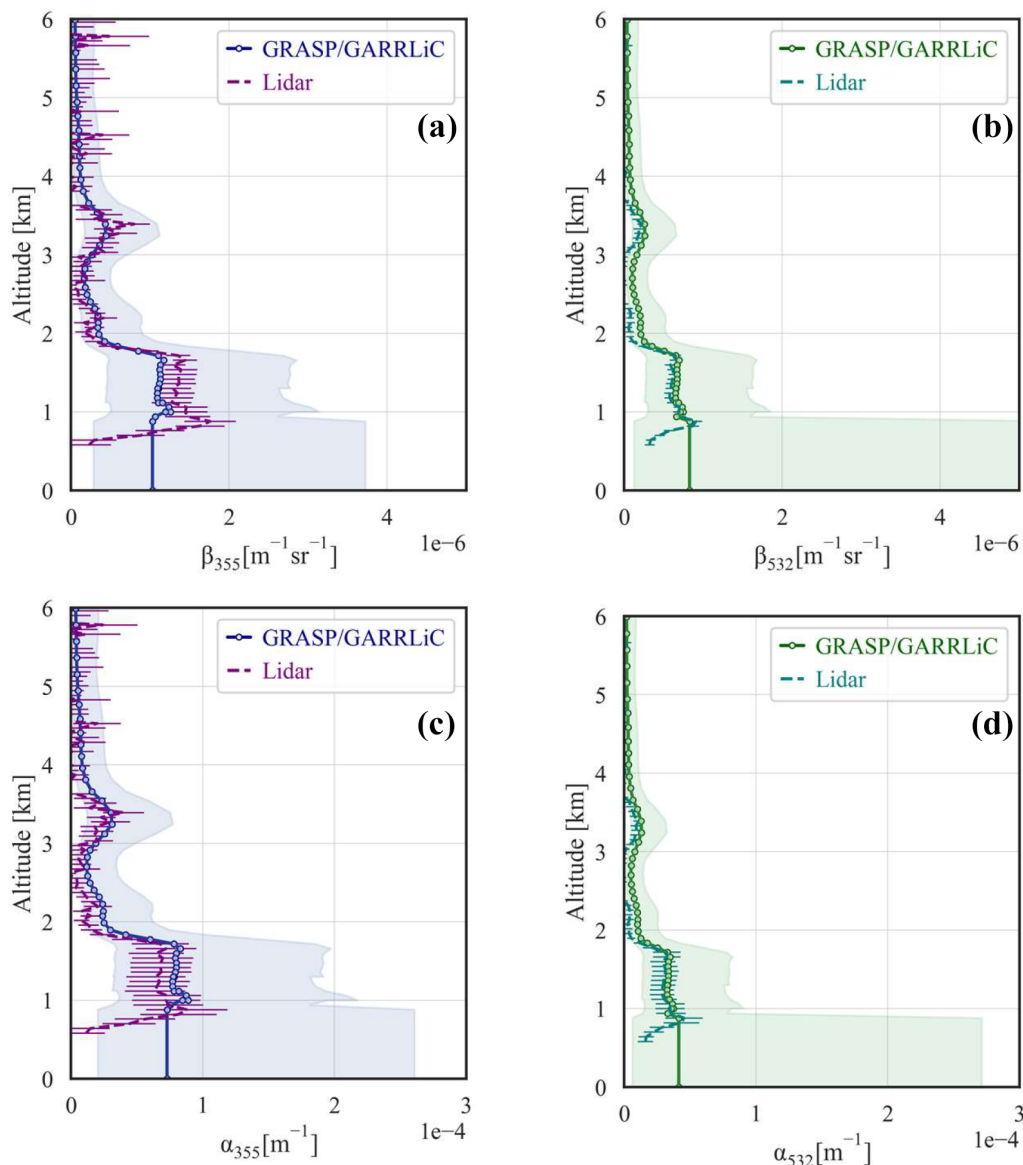 6
5
4
3
2
1
0
Altitude [km]
GRASP/GARRLiC
Lidar
(a)
0
2
4
1e−6
β₃₅₅[m⁻¹sr⁻¹]
6
5
4
3
2
1
0
Altitude [km]
GRASP/GARRLiC
Lidar
(b)
0
2
4
1e−6
β₅₃₂[m⁻¹sr⁻¹]
6
5
4
3
2
1
0
Altitude [km]
GRASP/GARRLiC
Lidar
(c)
0
1
2
3
1e−4
α₃₅₅[m⁻¹]
6
5
4
3
2
1
0
Altitude [km]
GRASP/GARRLiC
Lidar
(d)
0
1
2
3
1e−4
α₅₃₂[m⁻¹]